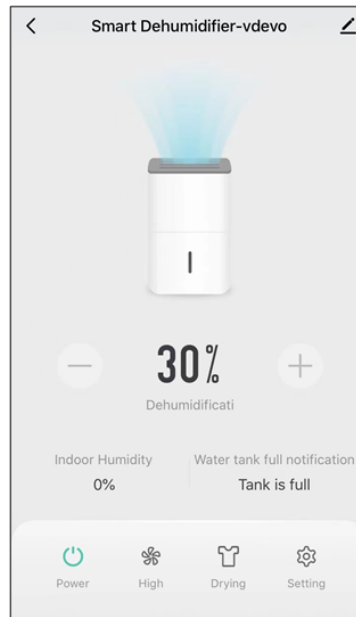 Smart Dehumidifier-vdevo
30%
Dehumidificati
Indoor Humidity
Water tank full notification
0%
Tank is full
Power
High
Drying
Setting